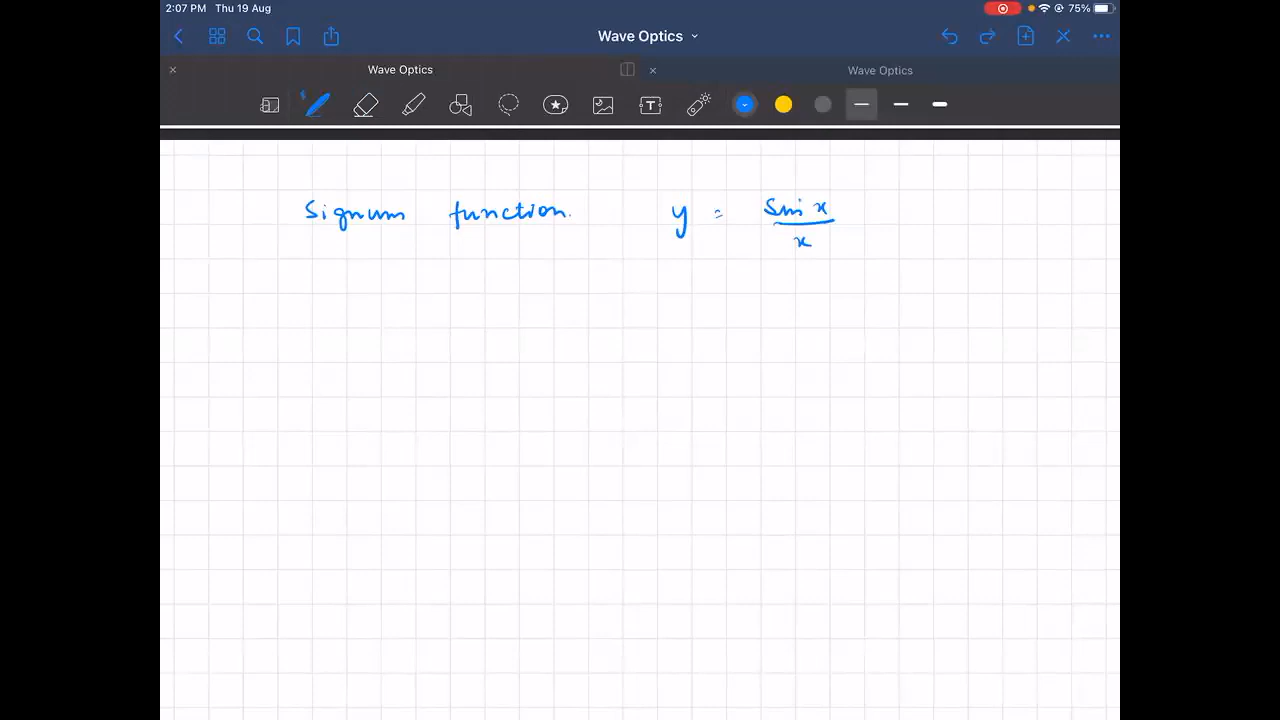 2:07 PM Thu 19 Aug 75%
Wave Optics
Wave Optics Wave Optics
T
Signum function. y = sin x / x